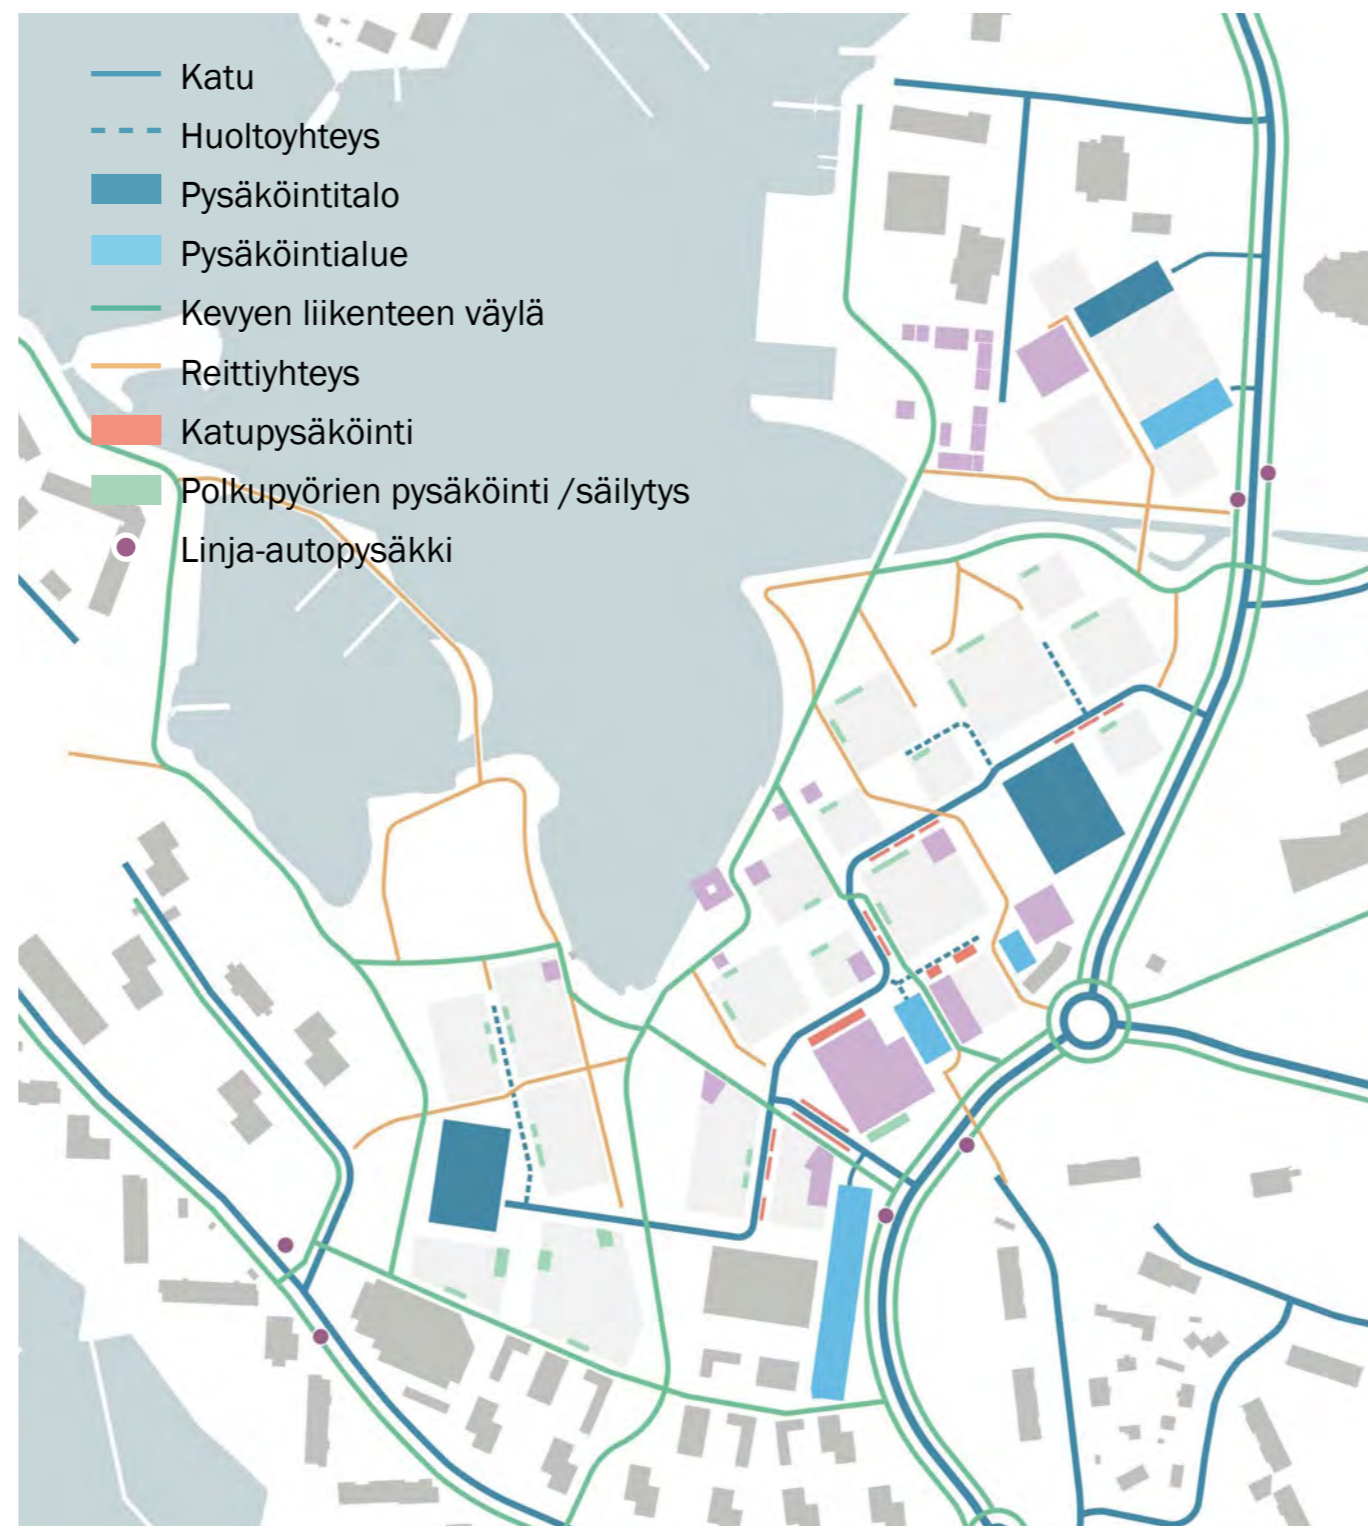 Katu
Huoltoyhteys
Pysäköintitalo
Pysäköintialue
Kevyen liikenteen väylä
Reittiyhteys
Katupysäköinti
Polkupyörien pysäköinti /säilytys
Linja-autopysäkki